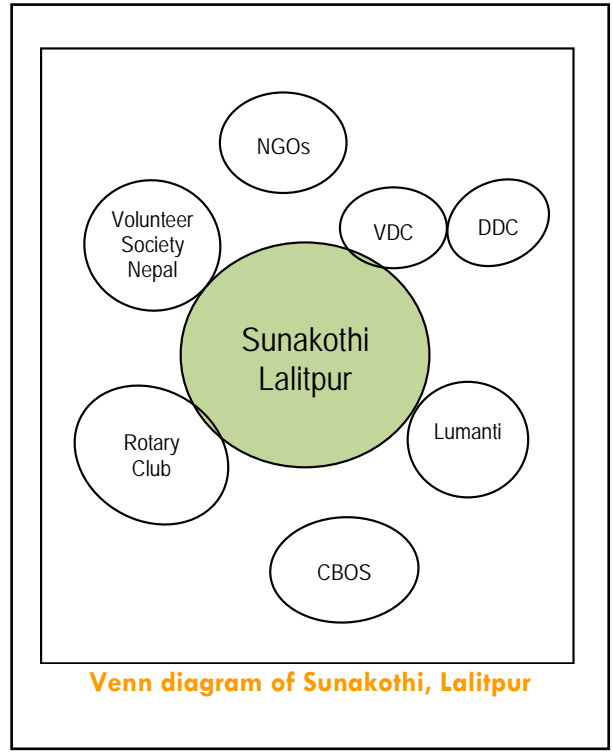 NGOs
Volunteer
Society
Nepal
VDC
DDC
Sunakothi
Lalitpur
Rotary
Club
Lumanti
CBOS
Venn diagram of Sunakothi, Lalitpur